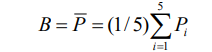 B = P̅ = (1/5) ∑_{i=1}^{5} P_i